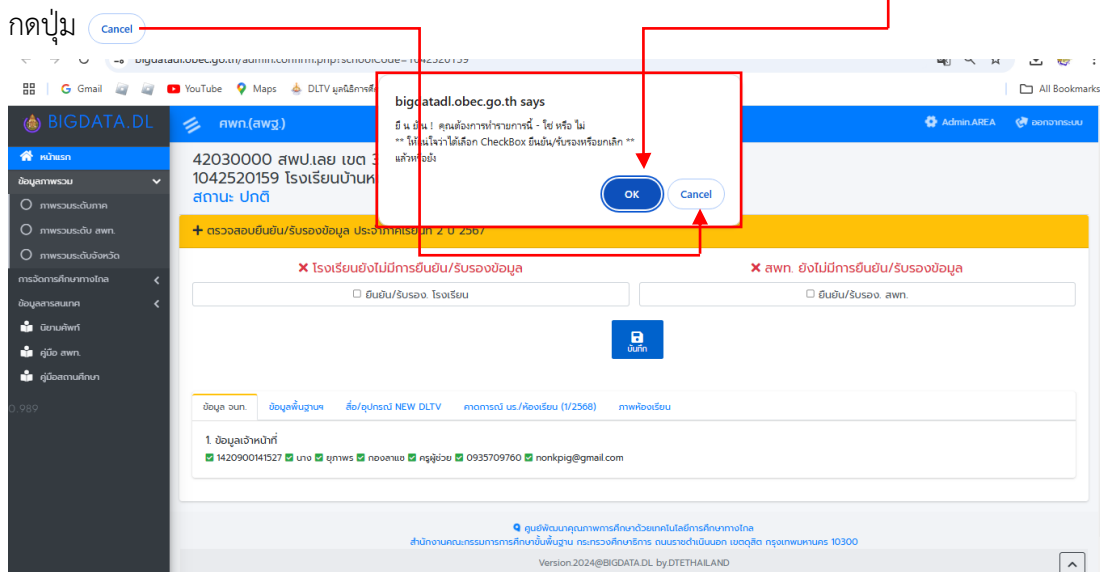 กดปุ่ม Cancel
bigdatadl.obec.go.th/admin.confirm.php?schoolCode=1042520159
Gmail YouTube Maps DLTV มูลนิธิการศึ All Bookmarks
bigdatadl.obec.go.th says
ยืนยัน ! คุณต้องการทำรายการนี้ - ใช่ หรือ ไม่
** ให้แน่ใจว่าได้เลือก CheckBox ยืนยัน/รับรองหรือยกเลิก **
แล้วหรือยัง
OK Cancel
BIGDATA.DL ศพก.(สพฐ.) Admin.AREA ออกจากระบบ
หน้าแรก
ข้อมูลภาพรวม
ภาพรวมระดับภาค
ภาพรวมระดับ สพท.
ภาพรวมระดับจังหวัด
การจัดการศึกษาทางไกล
ข้อมูลสารสนเทศ
นิยามศัพท์
คู่มือ สพท.
คู่มือสถานศึกษา
0.989
42030000 สพป.เลย เขต 3
1042520159 โรงเรียนบ้านห
สถานะ ปกติ
ตรวจสอบยืนยัน/รับรองข้อมูล ประจำภาคเรียนที่ 2 ปี 2567
โรงเรียนยังไม่มีการยืนยัน/รับรองข้อมูล สพท. ยังไม่มีการยืนยัน/รับรองข้อมูล
ยืนยัน/รับรอง. โรงเรียน ยืนยัน/รับรอง. สพท.
บันทึก
ข้อมูล จนท. ข้อมูลพื้นฐานฯ สื่อ/อุปกรณ์ NEW DLTV คาดการณ์ นร./ห้องเรียน (1/2568) ภาพห้องเรียน
1. ข้อมูลเจ้าหน้าที่
1420900141527 นาง ยุภาพร กองลาแซ ครูผู้ช่วย 0935709760 nonkpig@gmail.com
ศูนย์พัฒนาคุณภาพการศึกษาด้วยเทคโนโลยีการศึกษาทางไกล
สำนักงานคณะกรรมการการศึกษาขั้นพื้นฐาน กระทรวงศึกษาธิการ ถนนราชดำเนินนอก เขตดุสิต กรุงเทพมหานคร 10300
Version.2024@BIGDATA.DL by.DTETHAILAND